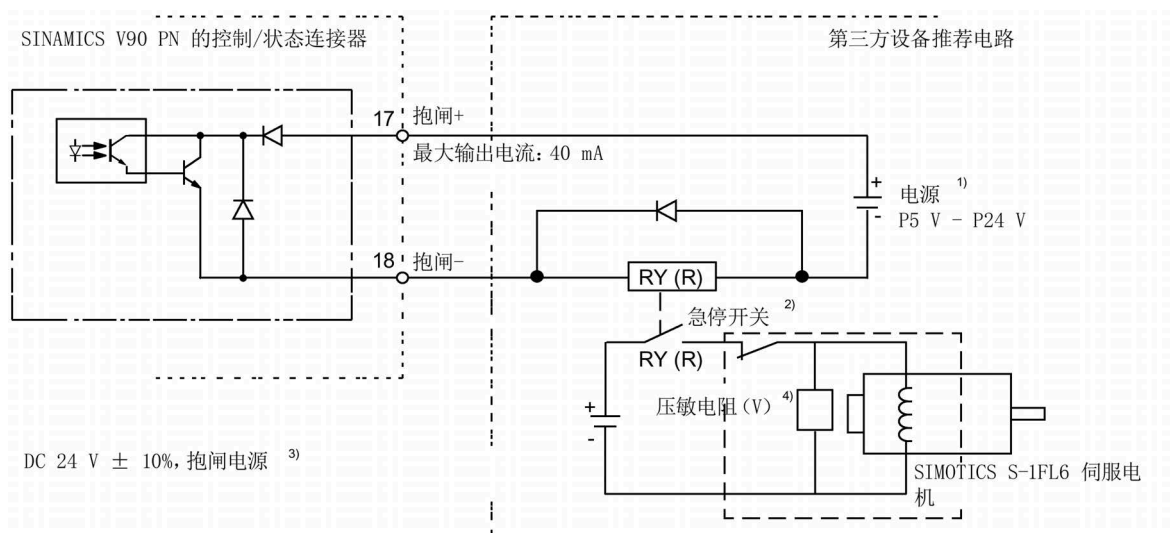 SINAMICS V90 PN 的控制/状态连接器
第三方设备推荐电路
17
抱闸+
最大输出电流: 40 mA
+
电源 1)
-
P5 V - P24 V
18
抱闸-
RY (R)
急停开关 2)
RY (R)
+
压敏电阻(V) 4)
-
DC 24 V ± 10%, 抱闸电源 3)
SIMOTICS S-1FL6 伺服电
机